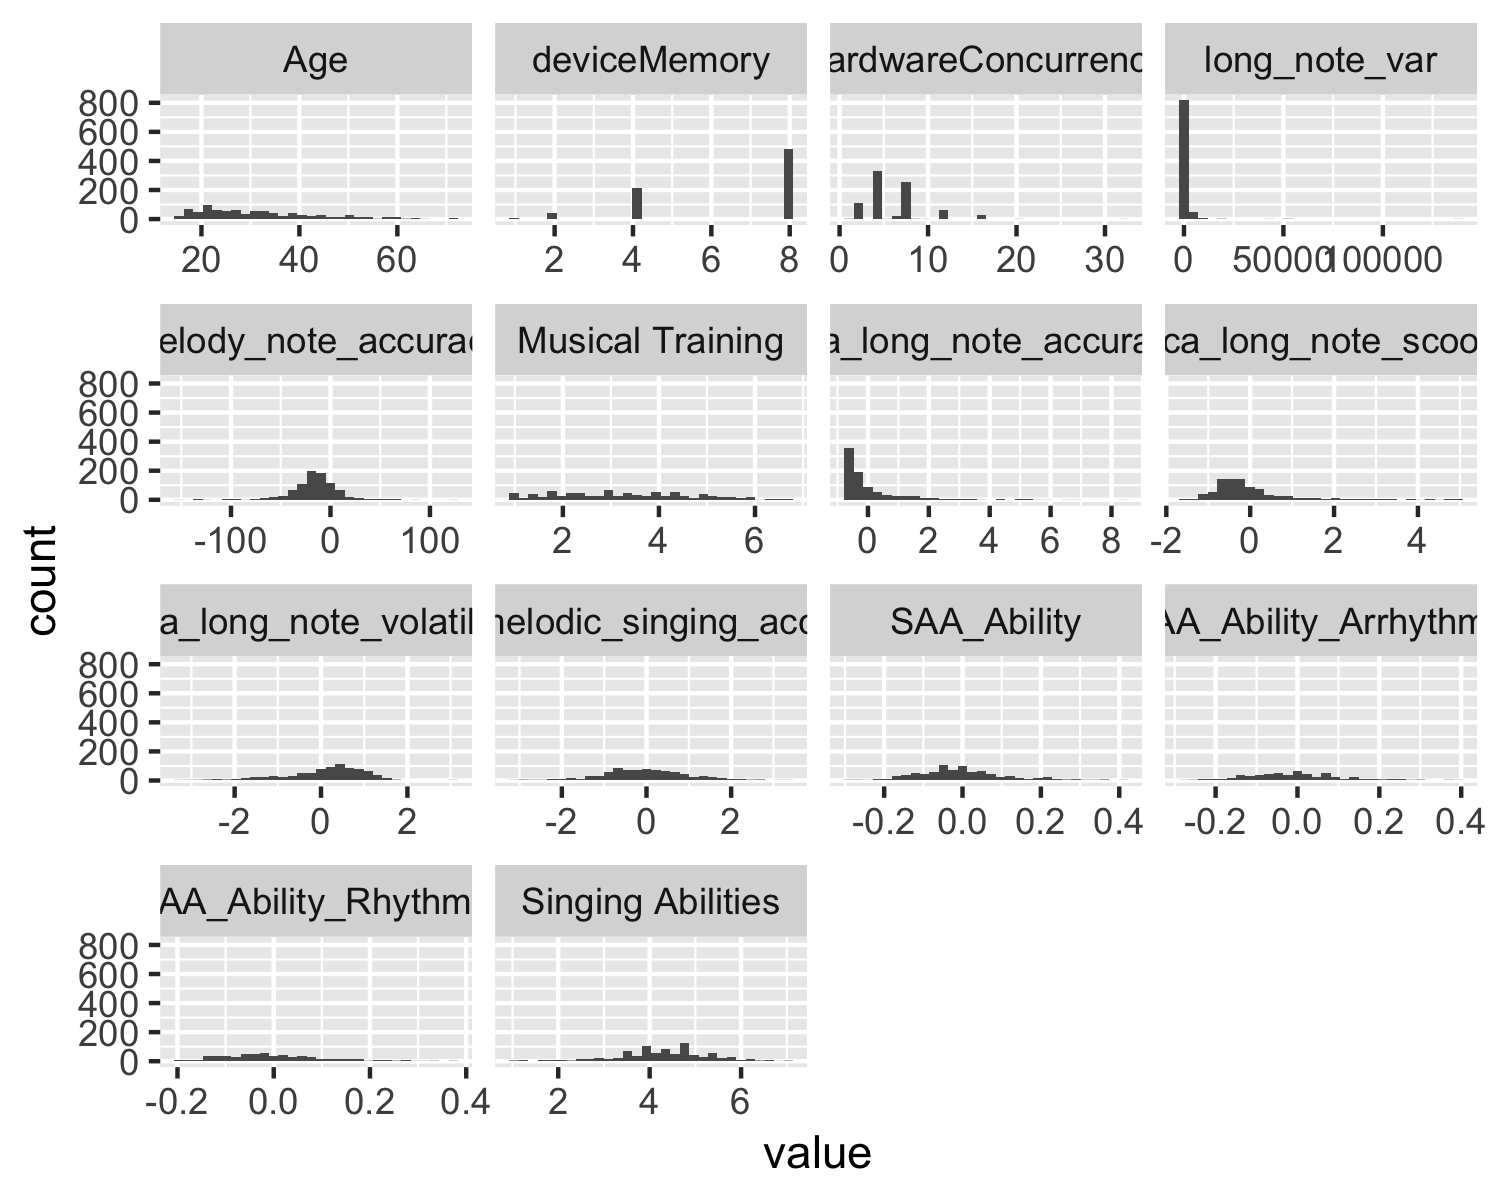 Age deviceMemory ardwareConcurrenc long_note_var
800
600
400
200
0
20 40 60 2 4 6 8 0 10 20 30 0 50000 100000
elody_note_accurac Musical Training a_long_note_accura ca_long_note_scoo
800
600
400
200
0
-100 0 100 2 4 6 0 2 4 6 8 -2 0 2 4
count
a_long_note_volatil melodic_singing_acc SAA_Ability AA_Ability_Arrhythm
800
600
400
200
0
-2 0 2 -2 0 2 -0.2 0.0 0.2 0.4 -0.2 0.0 0.2 0.4
AA_Ability_Rhythm Singing Abilities
800
600
400
200
0
-0.2 0.0 0.2 0.4 2 4 6
value